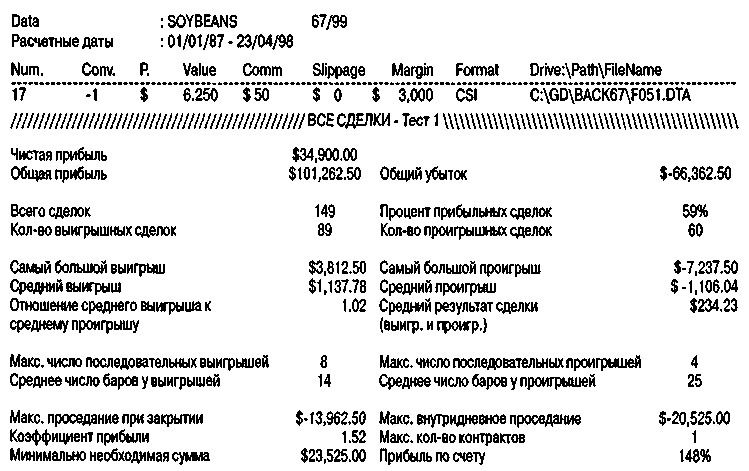 Data : SOYBEANS 67/99
Расчетные даты : 01/01/87 - 23/04/98
Num. Conv. P. Value Comm Slippage Margin Format Drive:\Path\FileName
17 -1 $ 6.250 $ 50 $ 0 $ 3,000 CSI C:\GD\BACK67\F051.DTA
////////////////////////////////////////////////// ВСЕ СДЕЛКИ - Тест 1 \\\\\\\\\\\\\\\\\\\\\\\\\\\\\\\\\\\\\\\\\\\\\\\\\\
Чистая прибыль $34,900.00
Общая прибыль $101,262.50 Общий убыток $-66,362.50
Всего сделок 149 Процент прибыльных сделок 59%
Кол-во выигрышных сделок 89 Кол-во проигрышных сделок 60
Самый большой выигрыш $3,812.50 Самый большой проигрыш $-7,237.50
Средний выигрыш $1,137.78 Средний проигрыш $ -1,106.04
Отношение среднего выигрыша к 1.02 Средний результат сделки $234.23
среднему проигрышу (выигр. и проигр.)
Макс. число последовательных выигрышей 8 Макс. число последовательных проигрышей 4
Среднее число баров у выигрышей 14 Среднее число баров у проигрышей 25
Макс. проседание при закрытии $-13,962.50 Макс. внутридневное проседание $-20,525.00
Коэффициент прибыли 1.52 Макс. кол-во контрактов 1
Минимально необходимая сумма $23,525.00 Прибыль по счету 148%